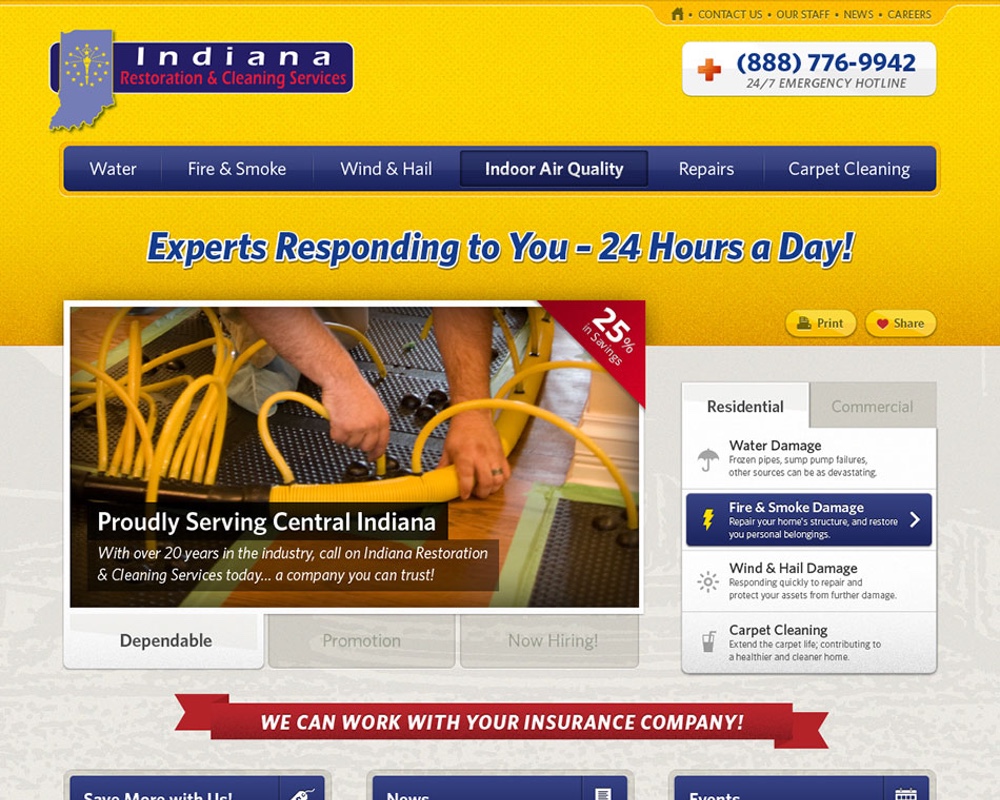 CONTACT US • OUR STAFF • NEWS • CAREERS
Indiana
Restoration & Cleaning Services
(888) 776-9942
24/7 EMERGENCY HOTLINE
Water
Fire & Smoke
Wind & Hail
Indoor Air Quality
Repairs
Carpet Cleaning
Experts Responding to You – 24 Hours a Day!
Print
Share
25%
in Savings
Proudly Serving Central Indiana
With over 20 years in the industry, call on Indiana Restoration
& Cleaning Services today... a company you can trust!
Dependable
Promotion
Now Hiring!
Residential
Commercial
Water Damage
Frozen pipes, sump pump failures,
other sources can be as devastating.
Fire & Smoke Damage
Repair your home's structure, and restore
you personal belongings.
Wind & Hail Damage
Responding quickly to repair and
protect your assets from further damage.
Carpet Cleaning
Extend the carpet life; contributing to
a healthier and cleaner home.
WE CAN WORK WITH YOUR INSURANCE COMPANY!
Save More with Us!
News
Events